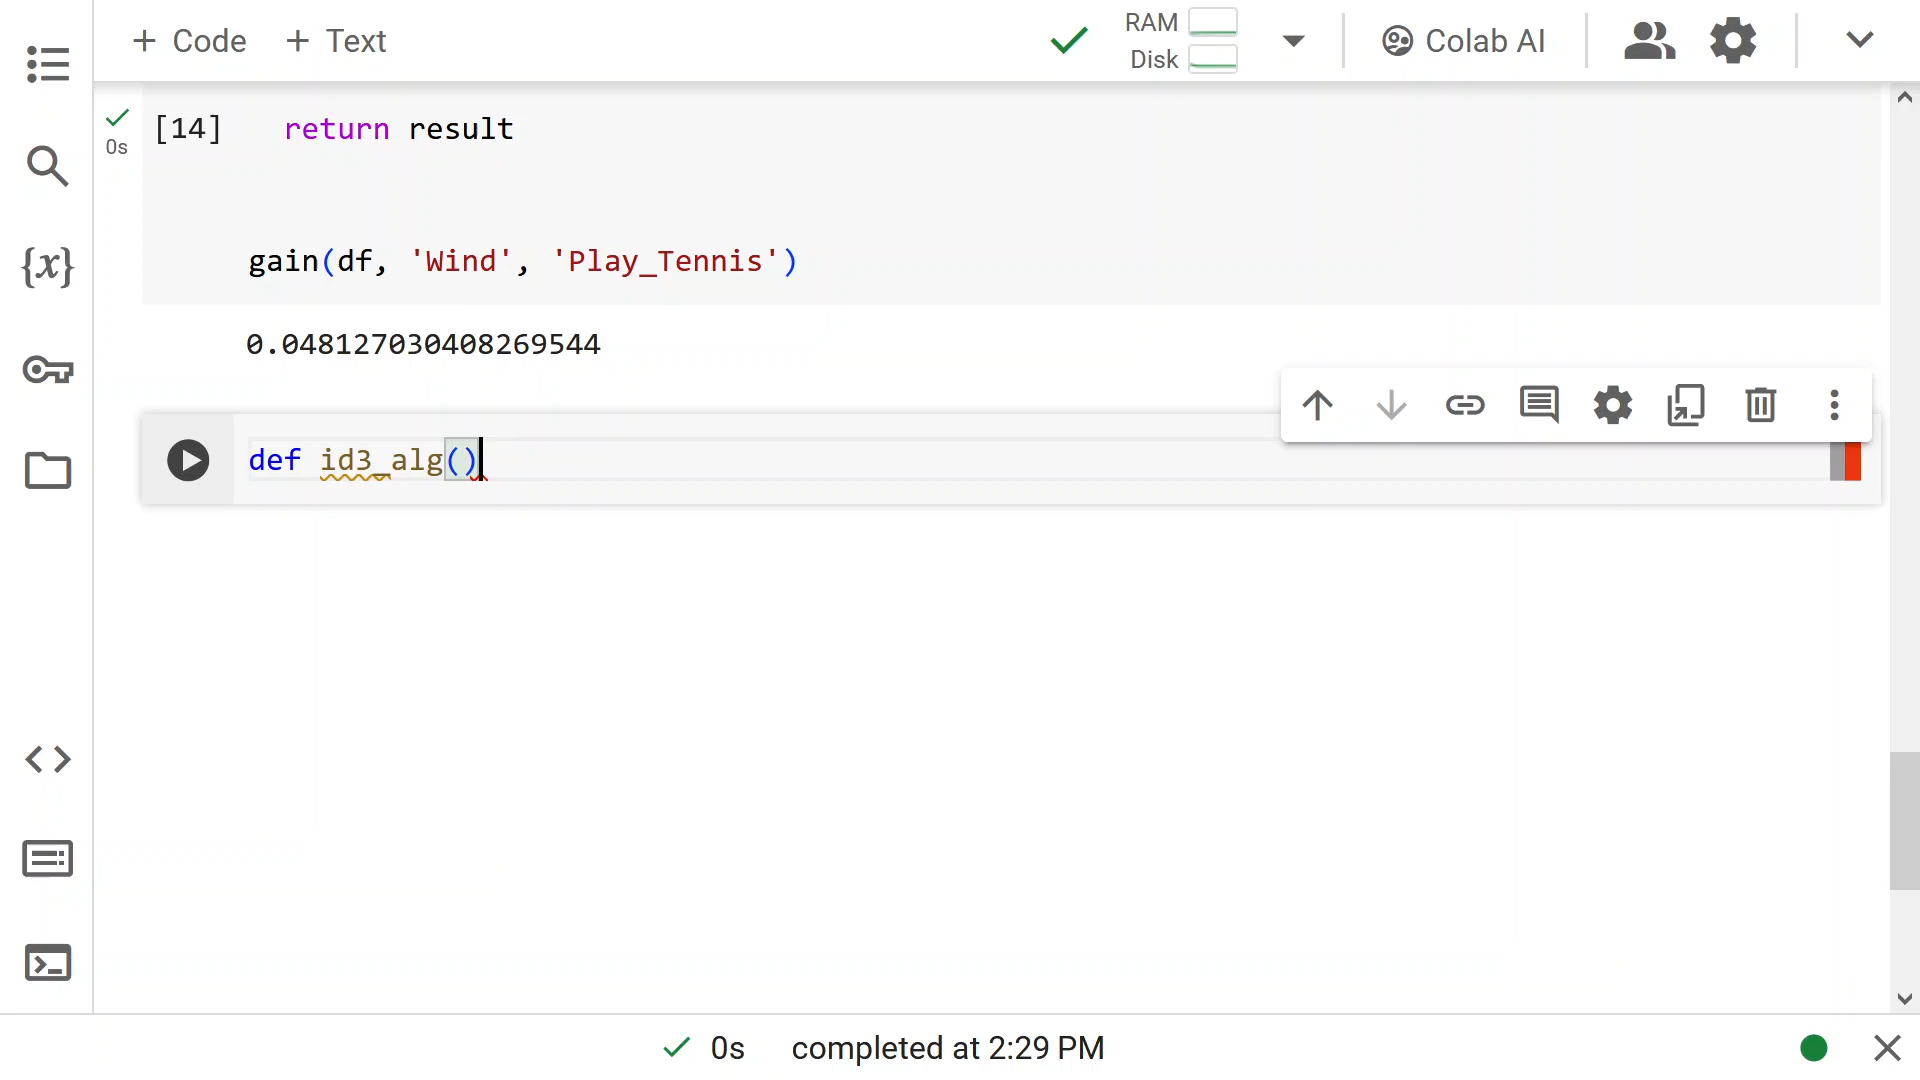 + Code + Text
RAM
Disk
Colab AI
{x}
0s
[14] return result
gain(df, 'Wind', 'Play_Tennis')
0.048127030408269544
def id3_alg()
0s completed at 2:29 PM